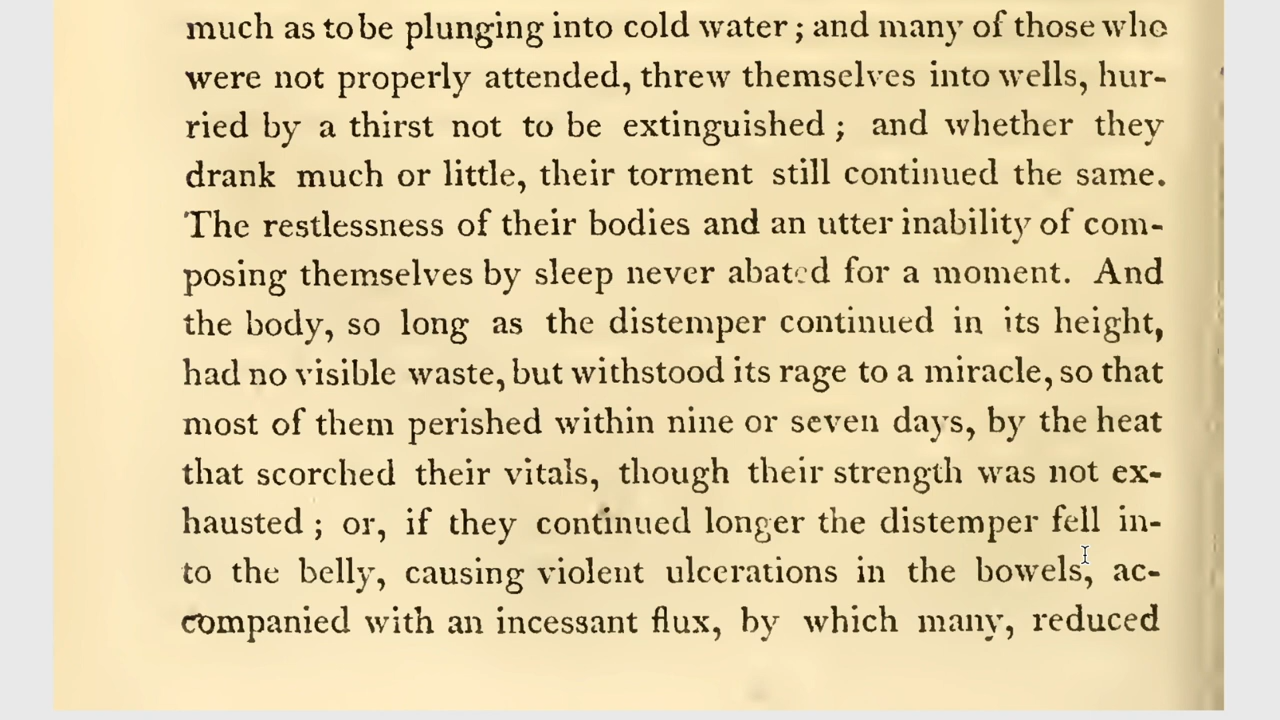 much as to be plunging into cold water; and many of those who
were not properly attended, threw themselves into wells, hur-
ried by a thirst not to be extinguished; and whether they
drank much or little, their torment still continued the same.
The restlessness of their bodies and an utter inability of com-
posing themselves by sleep never abated for a moment. And
the body, so long as the distemper continued in its height,
had no visible waste, but withstood its rage to a miracle, so that
most of them perished within nine or seven days, by the heat
that scorched their vitals, though their strength was not ex-
hausted; or, if they continued longer the distemper fell in-
to the belly, causing violent ulcerations in the bowels, ac-
companied with an incessant flux, by which many, reduced